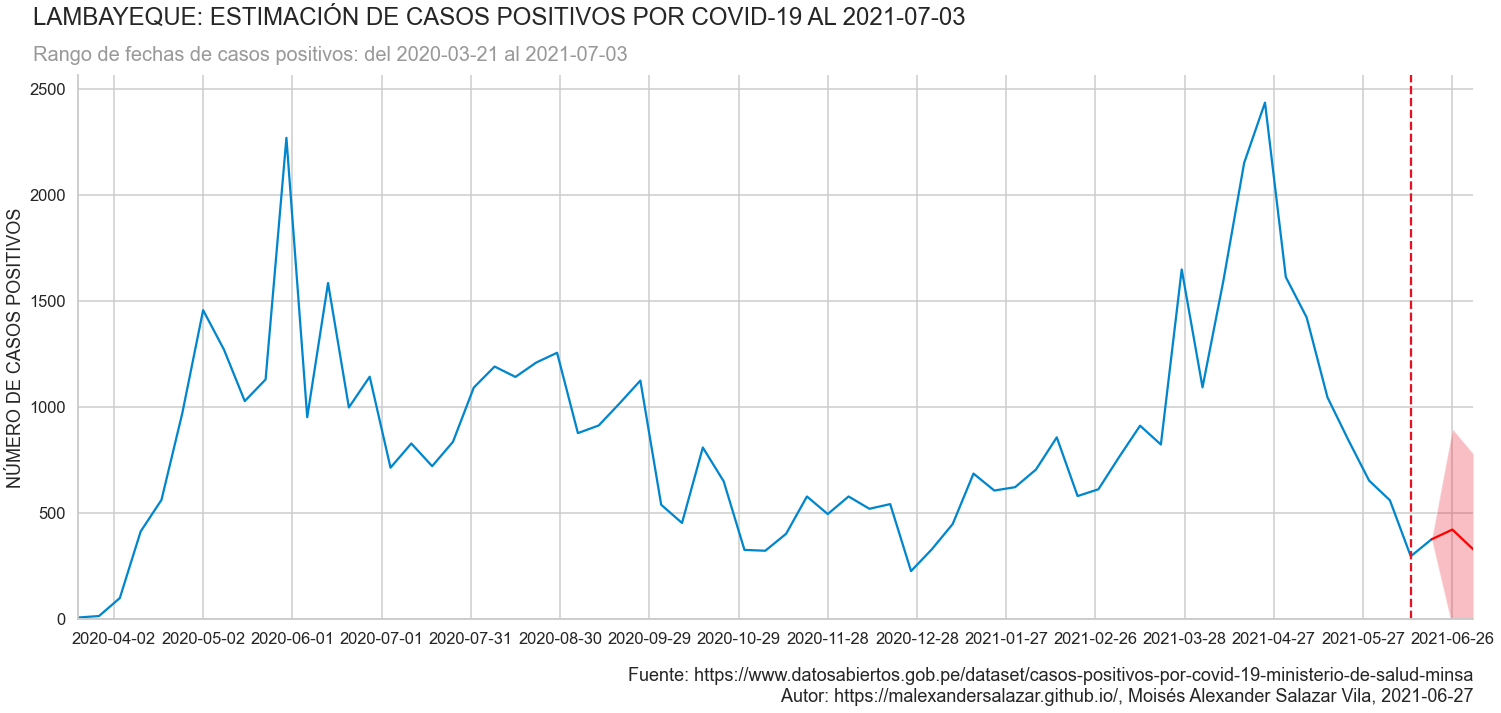 LAMBAYEQUE: ESTIMACIÓN DE CASOS POSITIVOS POR COVID-19 AL 2021-07-03
Rango de fechas de casos positivos: del 2020-03-21 al 2021-07-03
NÚMERO DE CASOS POSITIVOS
2500
2000
1500
1000
500
0
2020-04-02 2020-05-02 2020-06-01 2020-07-01 2020-07-31 2020-08-30 2020-09-29 2020-10-29 2020-11-28 2020-12-28 2021-01-27 2021-02-26 2021-03-28 2021-04-27 2021-05-27 2021-06-26
Fuente: https://www.datosabiertos.gob.pe/dataset/casos-positivos-por-covid-19-ministerio-de-salud-minsa
Autor: https://malexandersalazar.github.io/, Moisés Alexander Salazar Vila, 2021-06-27